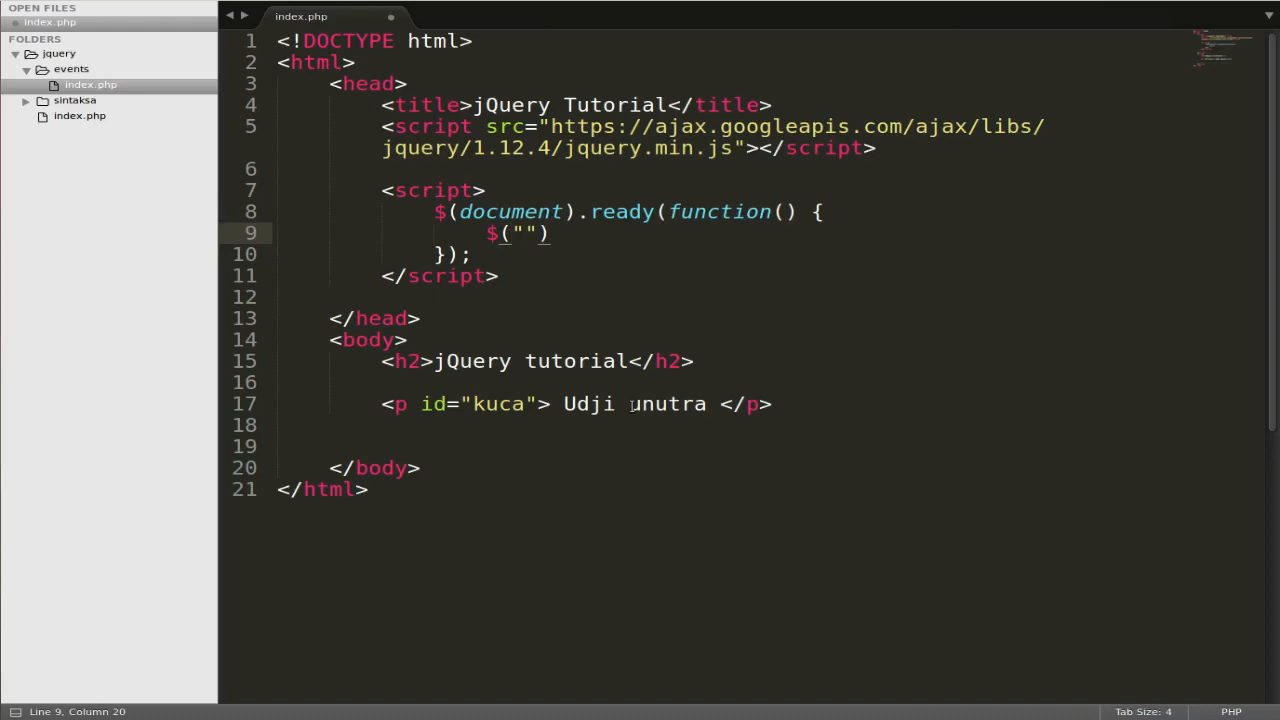 OPEN FILES
index.php
FOLDERS
jquery
events
index.php
sintaksa
index.php
index.php
1 <!DOCTYPE html>
2 <html>
3 <head>
4 <title>jQuery Tutorial</title>
5 <script src="https://ajax.googleapis.com/ajax/libs/
jquery/1.12.4/jquery.min.js"></script>
6
7 <script>
8 $(document).ready(function() {
9 $("")
10 });
11 </script>
12
13 </head>
14 <body>
15 <h2>jQuery tutorial</h2>
16
17 <p id="kuca"> Udji unutra </p>
18
19
20 </body>
21 </html>
Line 9, Column 20
Tab Size: 4
PHP